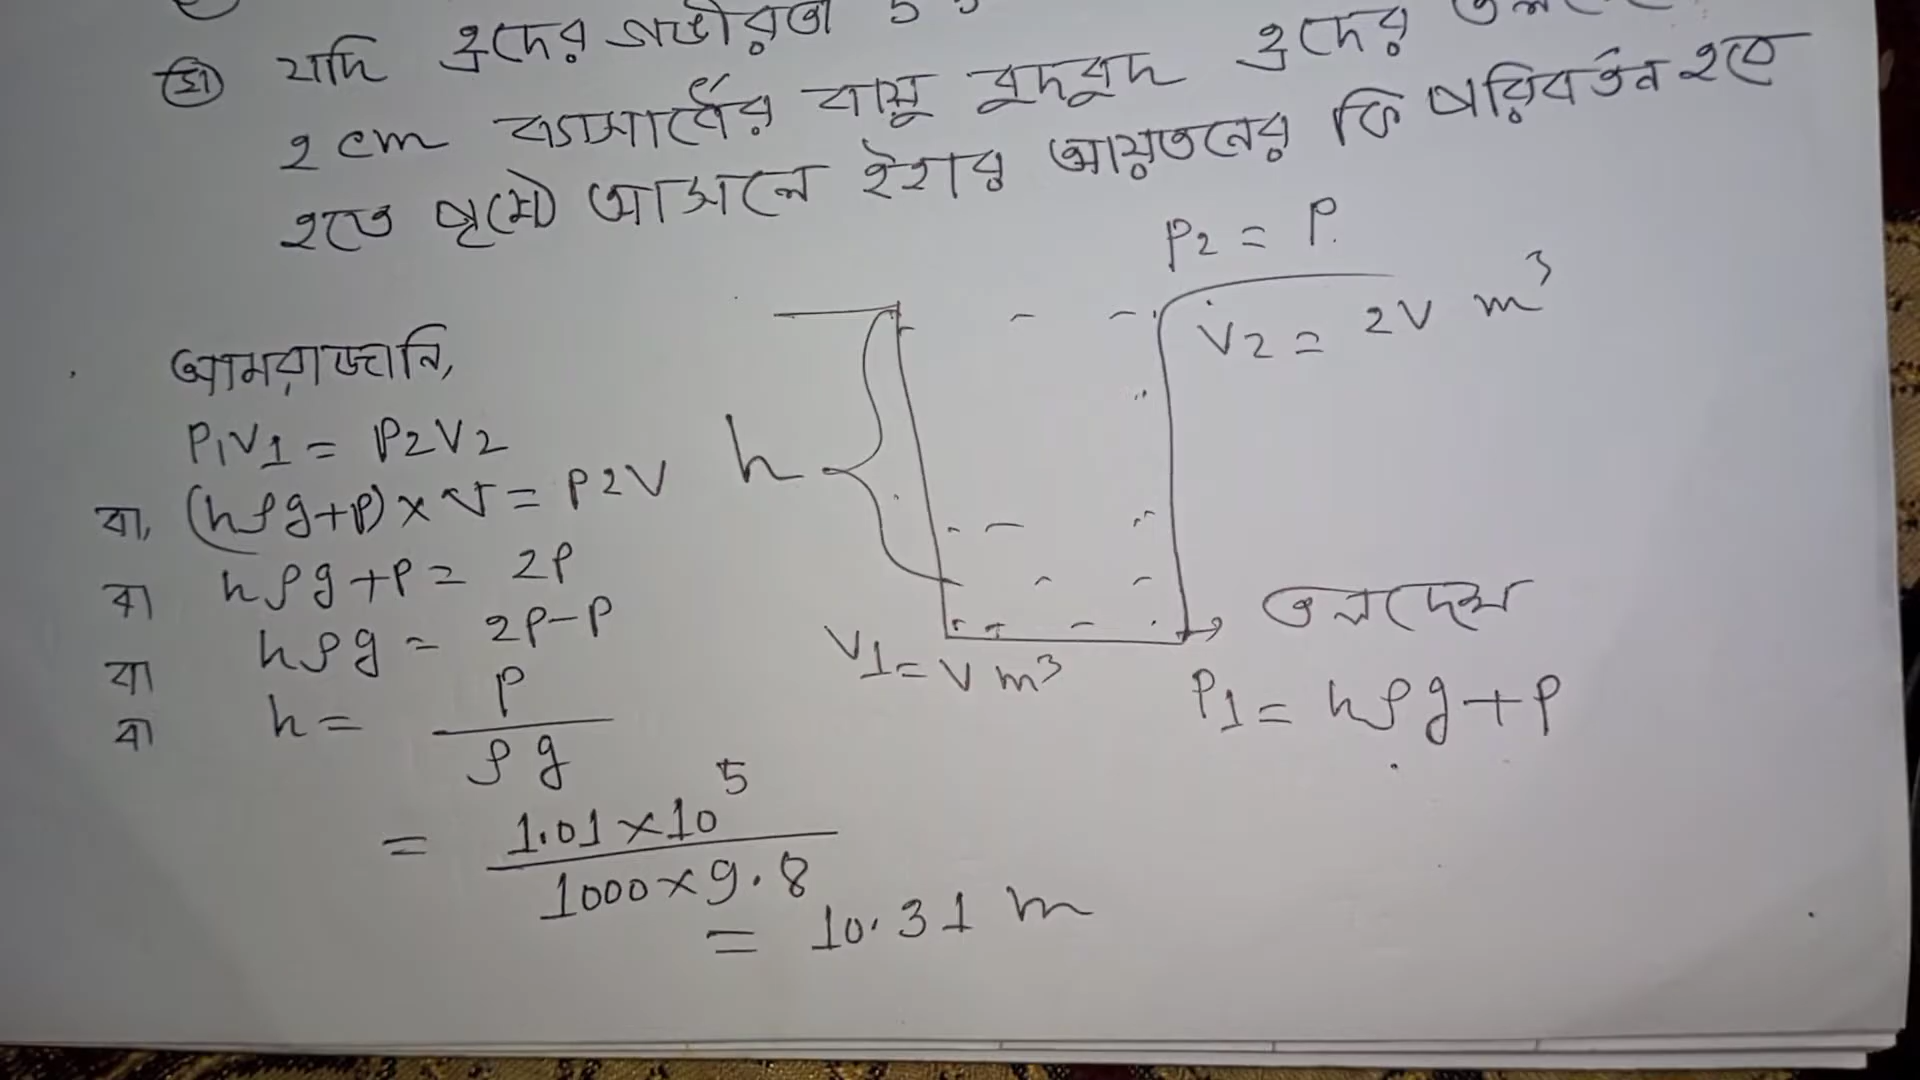 ঘ যদি হ্রদের গভীরতা 5
2 cm ব্যাসার্ধের বায়ু বুদবুদ হ্রদের
হতে পৃষ্ঠে আসলে ইহার আয়তনের কি পরিবর্তন হবে
P2 = P
V2 = 2V m³
আমরা জানি,
P1V1 = P2V2
বা, (hρg+P) × V = P2V
h
বা hρg+P = 2P
বা hρg = 2P-P
বা h = P / ρg
= 1.01×10⁵ / 1000×9.8
= 10.31 m
V1 = V m³
তলদেশ
P1 = hρg+P